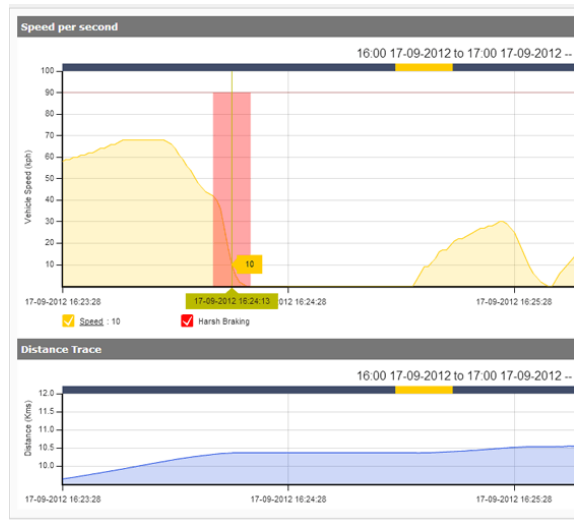 Speed per second
16:00 17-09-2012 to 17:00 17-09-2012 --
100
90
80
70
60
50
40
30
20
10
Vehicle Speed (kph)
10
17-09-2012 16:23:28
17-09-2012 16:24:13
012 16:24:28
17-09-2012 16:25:28
Speed : 10
Harsh Braking
Distance Trace
16:00 17-09-2012 to 17:00 17-09-2012 --
12.0
11.5
11.0
10.5
10.0
Distance (Kms)
17-09-2012 16:23:28
17-09-2012 16:24:28
17-09-2012 16:25:28